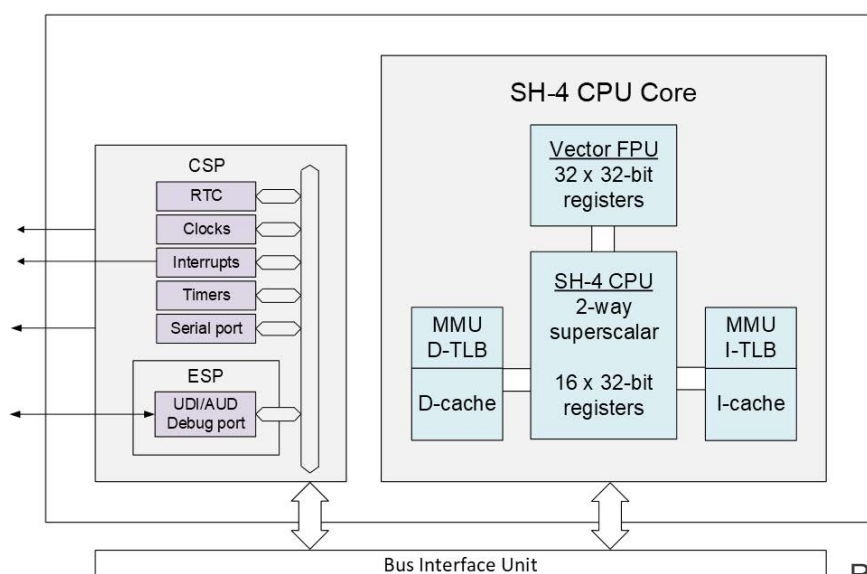 SH-4 CPU Core
Vector FPU
32 x 32-bit
registers
CSP
RTC
Clocks
Interrupts
Timers
Serial port
ESP
UDI/AUD
Debug port
SH-4 CPU
2-way
superscalar
16 x 32-bit
registers
MMU
D-TLB
D-cache
MMU
I-TLB
I-cache
Bus Interface Unit